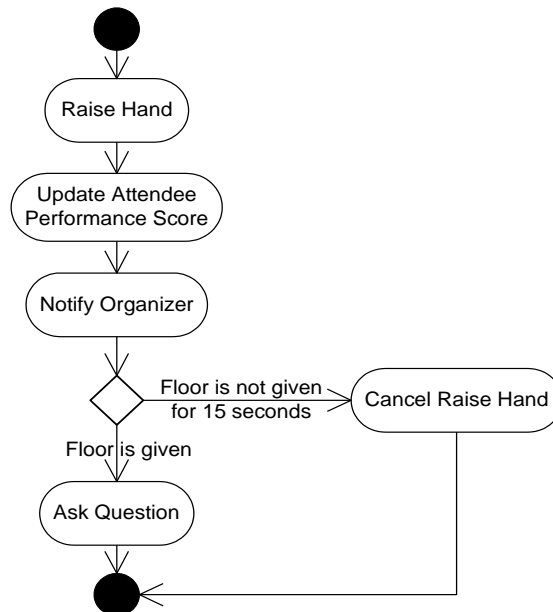 Raise Hand
Update Attendee
Performance Score
Notify Organizer
Floor is not given
for 15 seconds
Cancel Raise Hand
Floor is given
Ask Question